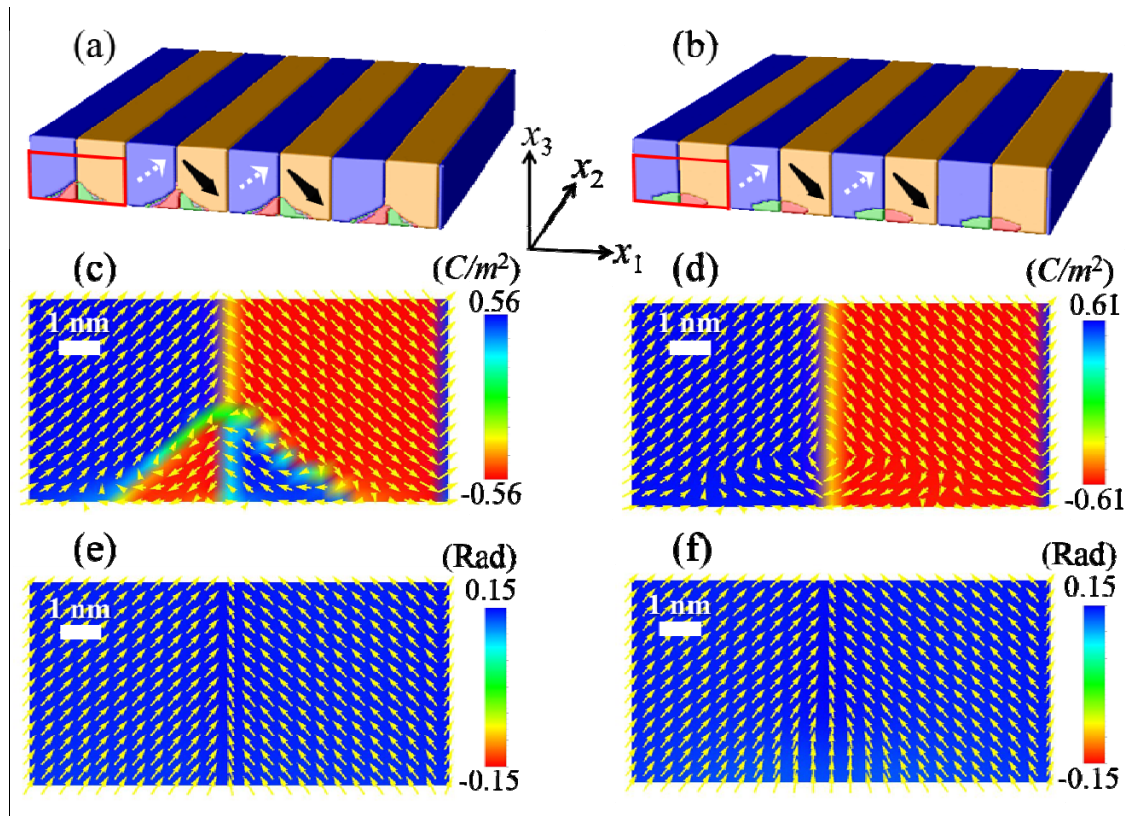 (a)
(b)
x3
x2
x1
(c)
(C/m²)
0.56
-0.56
1 nm
(d)
(C/m²)
0.61
-0.61
1 nm
(e)
(Rad)
0.15
-0.15
1 nm
(f)
(Rad)
0.15
-0.15
1 nm